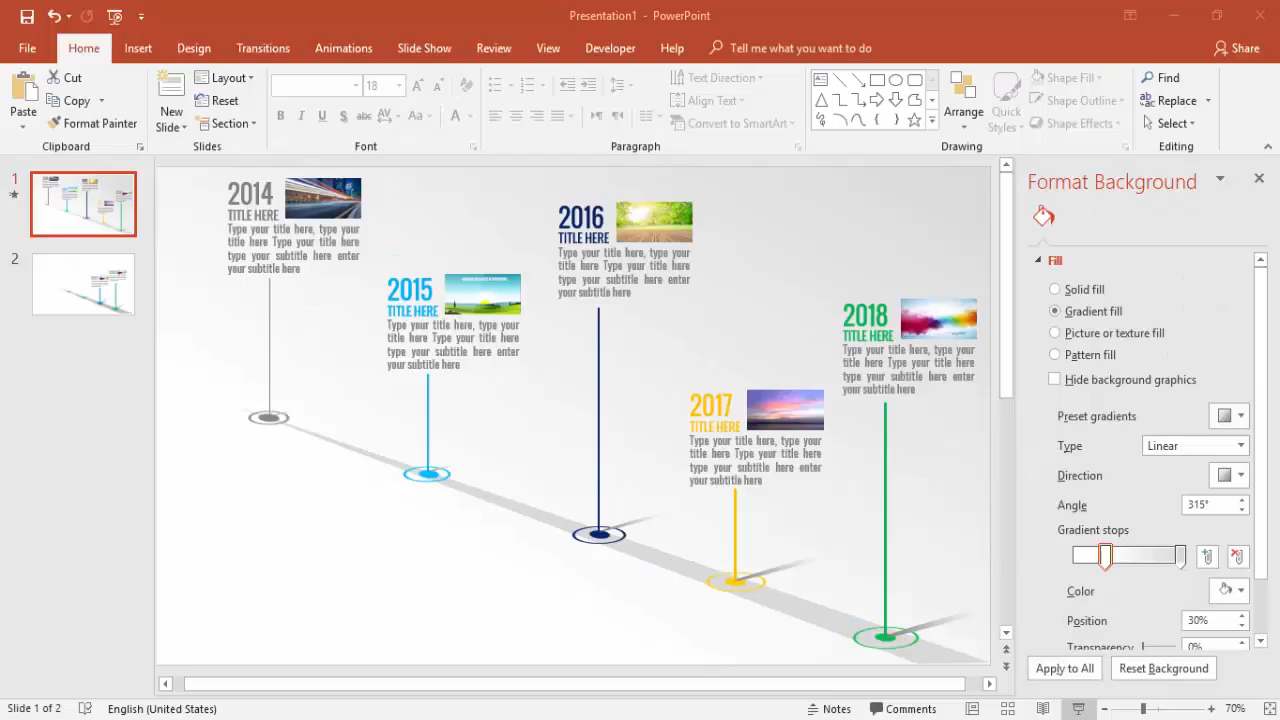 Presentation1 - PowerPoint
File Home Insert Design Transitions Animations Slide Show Review View Developer Help Tell me what you want to do Share
Paste
Cut
Copy
Format Painter
Clipboard
New
Slide
Layout
Reset
Section
Slides
18
B I U S abc AV Aa A
Font
Paragraph
Text Direction
Align Text
Convert to SmartArt
Arrange
Quick
Styles
Shape Fill
Shape Outline
Shape Effects
Drawing
Find
Replace
Select
Editing
1
2
2014
TITLE HERE
Type your title here, type your
title here Type your title here
type your subtitle here enter
your subtitle here
2015
TITLE HERE
Type your title here, type your
title here Type your title here
type your subtitle here enter
your subtitle here
2016
TITLE HERE
Type your title here, type your
title here Type your title here
type your subtitle here enter
your subtitle here
2017
TITLE HERE
Type your title here, type your
title here Type your title here
type your subtitle here enter
your subtitle here
2018
TITLE HERE
Type your title here, type your
title here Type your title here
type your subtitle here enter
your subtitle here
Format Background
Fill
Solid fill
Gradient fill
Picture or texture fill
Pattern fill
Hide background graphics
Preset gradients
Type Linear
Direction
Angle 315°
Gradient stops
Color
Position 30%
Transparency 0%
Apply to All Reset Background
Slide 1 of 2 English (United States) Notes Comments 70%